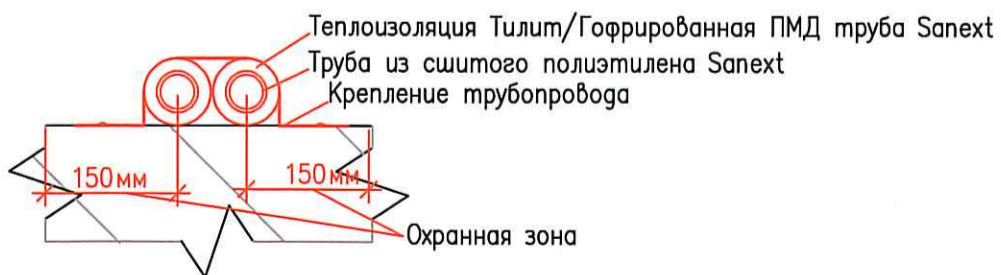 Теплоизоляция Тилит/Гофрированная ПМД труба Sanext
Труба из сшитого полиэтилена Sanext
Крепление трубопровода
150мм
150мм
Охранная зона